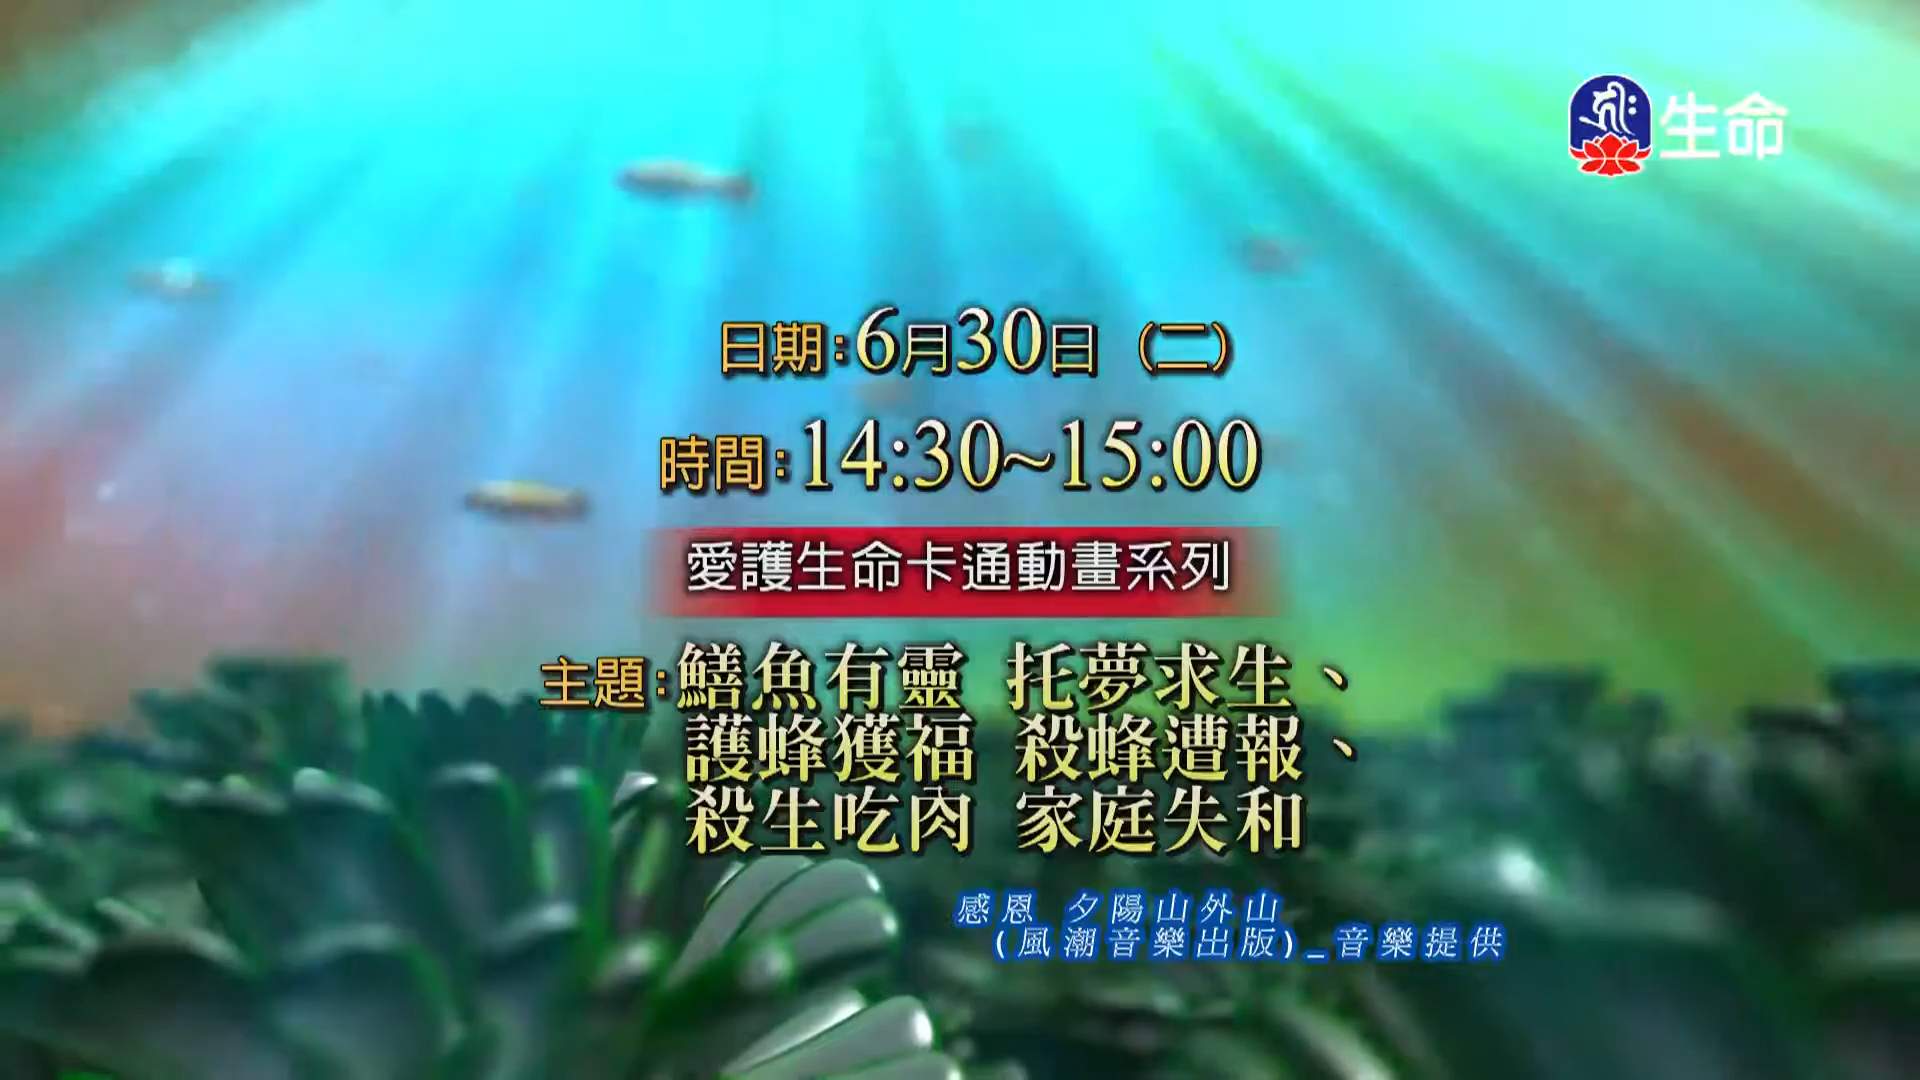 生命
日期:6月30日 (二)
時間:14:30~15:00
愛護生命卡通動畫系列
主題:鱔魚有靈 托夢求生、
護蜂獲福 殺蜂遭報、
殺生吃肉 家庭失和
感恩 夕陽山外山
(風潮音樂出版)_音樂提供